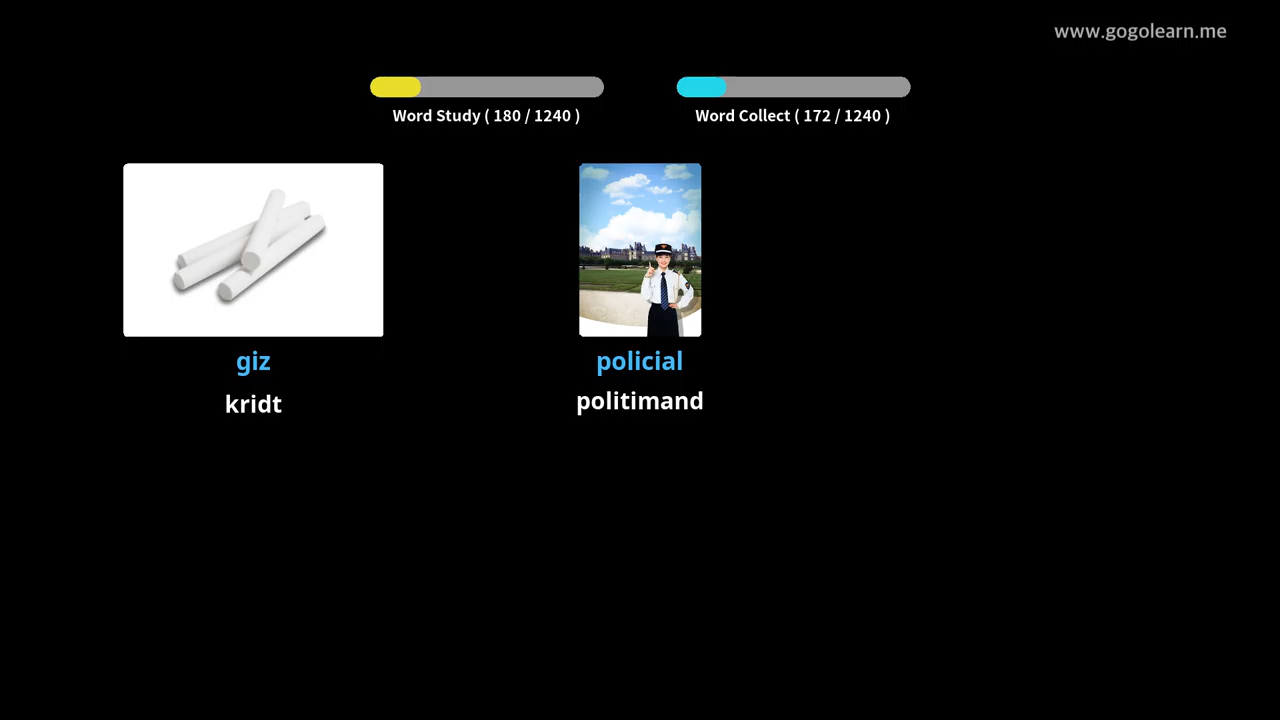 www.gogolearn.me
Word Study ( 180 / 1240 )
Word Collect ( 172 / 1240 )
giz
kridt
policial
politimand